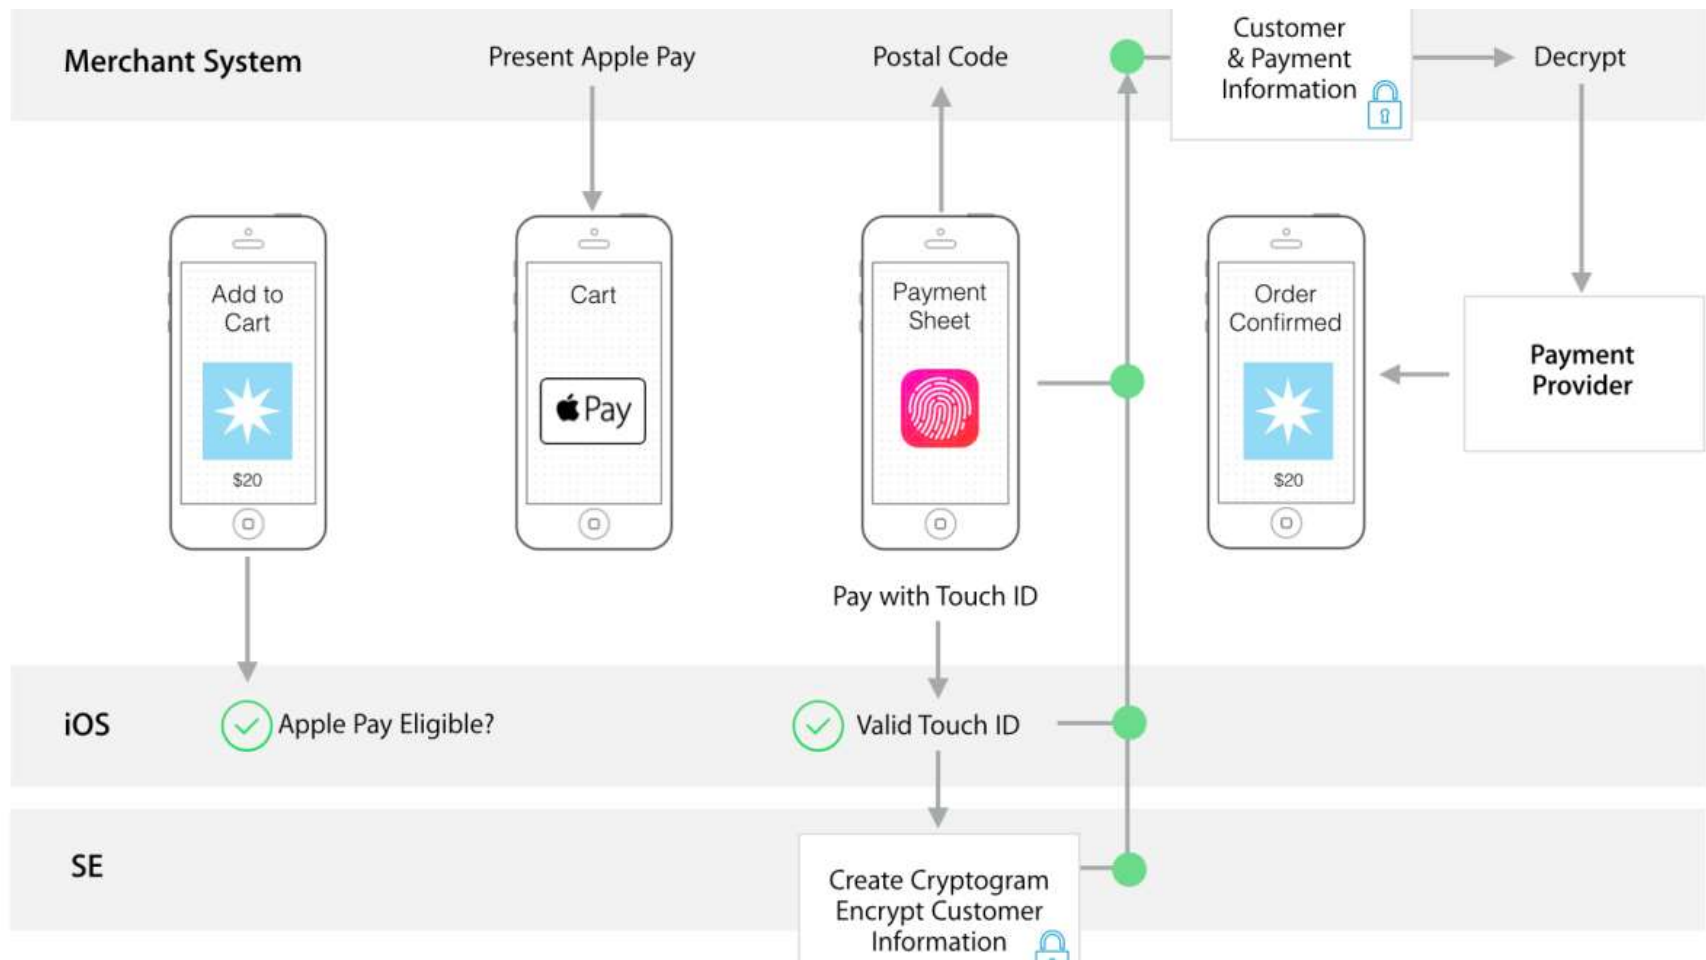 Merchant System
Present Apple Pay
Postal Code
Customer
& Payment
Information
Decrypt
Add to
Cart
$20
Cart
Pay
Payment
Sheet
Order
Confirmed
$20
Payment
Provider
Pay with Touch ID
iOS
Apple Pay Eligible?
Valid Touch ID
SE
Create Cryptogram
Encrypt Customer
Information